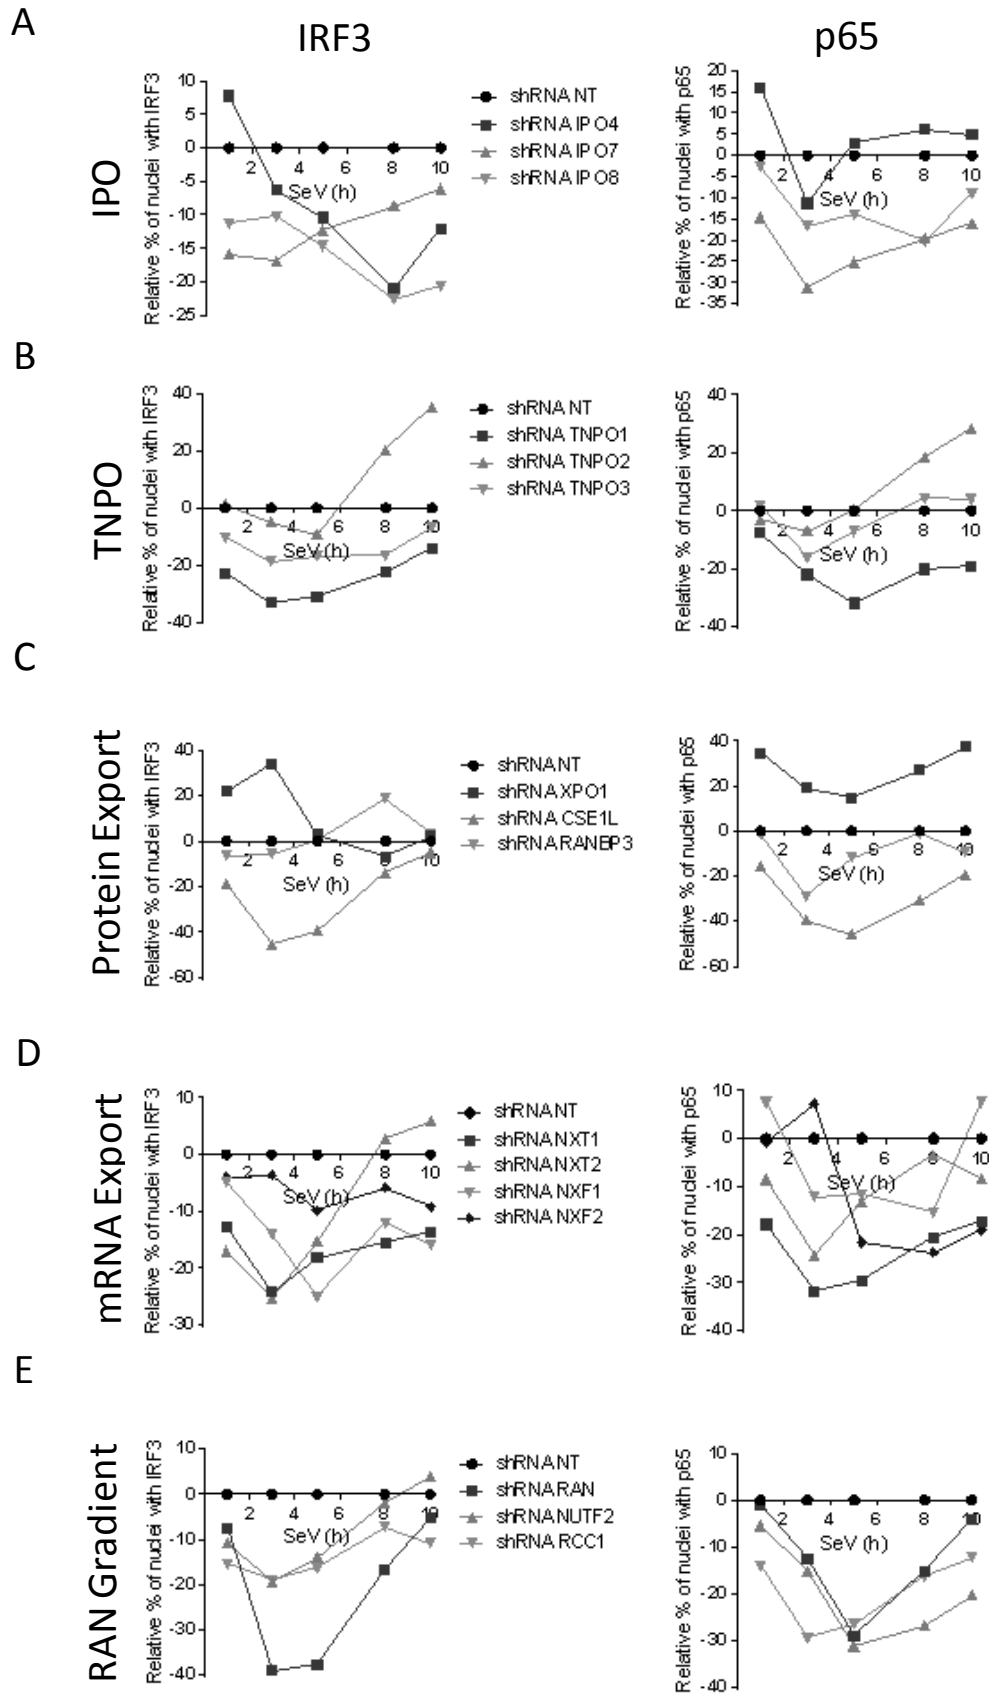 A
IRF3
p65
IPO
Relative % of nuclei with IRF3
10
5
0
-5
-10
-15
-20
-25
2
4
6
8
10
SeV (h)
shRNA NT
shRNA IPO4
shRNA IPO7
shRNA IPO8
Relative % of nuclei with p65
20
15
10
5
0
-5
-10
-15
-20
-25
-30
-35
2
4
6
8
10
SeV (h)
B
TNPO
Relative % of nuclei with IRF3
40
20
0
-20
-40
2
4
6
8
10
SeV (h)
shRNA NT
shRNA TNPO1
shRNA TNPO2
shRNA TNPO3
Relative % of nuclei with p65
40
20
0
-20
-40
2
4
6
8
10
SeV (h)
C
Protein Export
Relative % of nuclei with IRF3
40
20
0
-20
-40
-60
2
4
6
8
10
SeV (h)
shRNA NT
shRNA XPO1
shRNA CSE1L
shRNA RANBP3
Relative % of nuclei with p65
40
20
0
-20
-40
-60
2
4
6
8
10
SeV (h)
D
mRNA Export
Relative % of nuclei with IRF3
10
0
-10
-20
-30
2
4
6
8
10
SeV (h)
shRNA NT
shRNA NXT1
shRNA NXT2
shRNA NXF1
shRNA NXF2
Relative % of nuclei with p65
10
0
-10
-20
-30
-40
2
4
6
8
10
SeV (h)
E
RAN Gradient
Relative % of nuclei with IRF3
10
0
-10
-20
-30
-40
2
4
6
8
10
SeV (h)
shRNA NT
shRNA RAN
shRNA NUTF2
shRNA RCC1
Relative % of nuclei with p65
10
0
-10
-20
-30
-40
2
4
6
8
10
SeV (h)